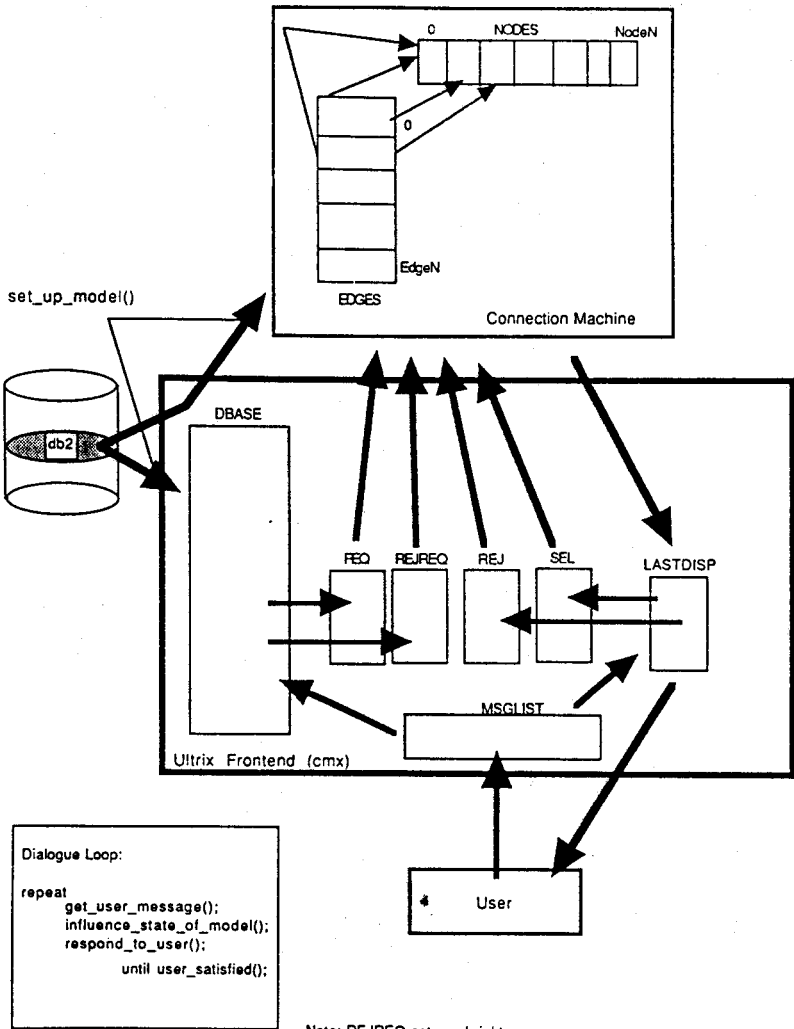 0 NODES NodeN
0
EdgeN
EDGES
Connection Machine
set_up_model()
db2
DBASE
REQ REJREQ REJ SEL LASTDISP
MSGLIST
Ultrix Frontend (cmx)
User
Dialogue Loop:
repeat
get_user_message();
influence_state_of_model();
respond_to_user();
until user_satisfied();